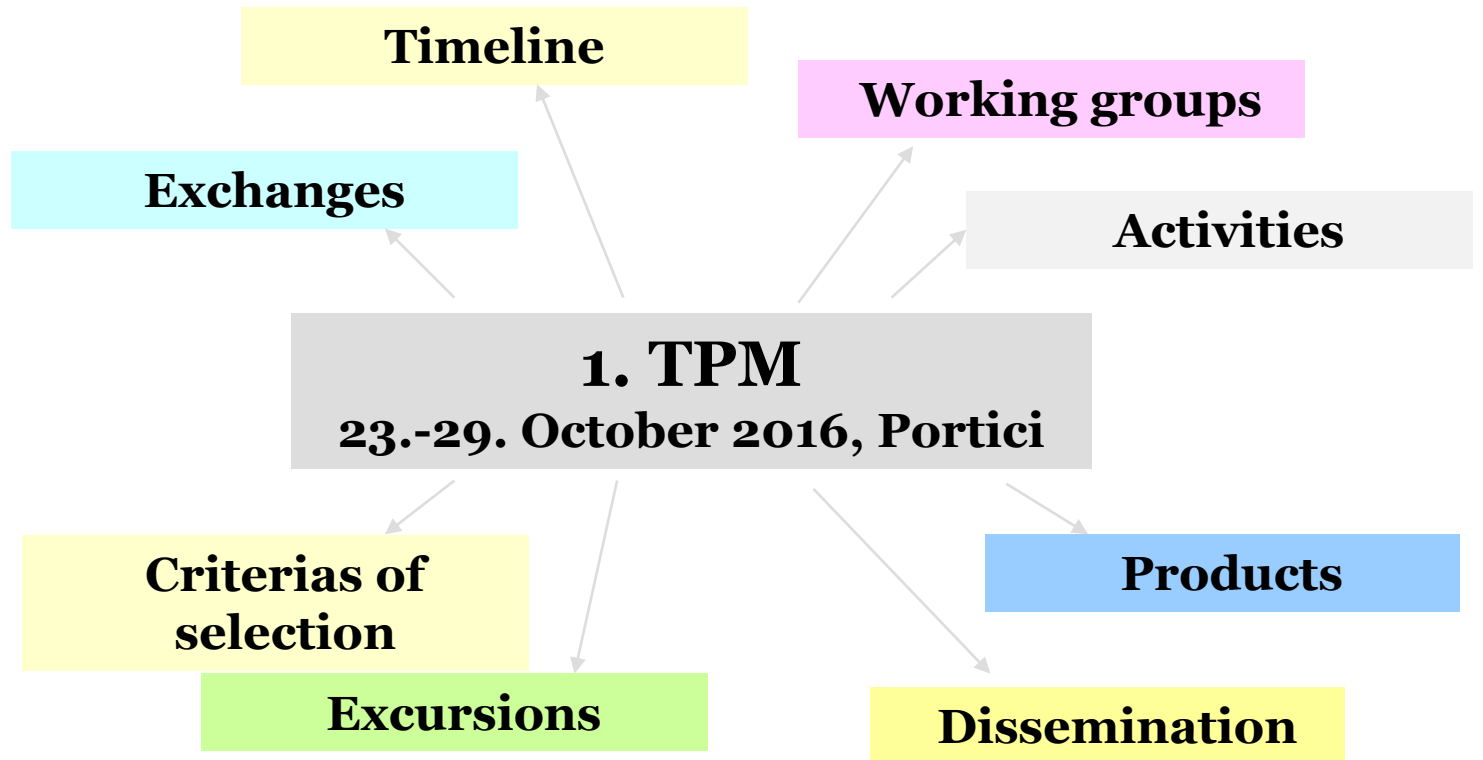 Timeline
Working groups
Exchanges
Activities
1. TPM
23.-29. October 2016, Portici
Criterias of
selection
Products
Excursions
Dissemination